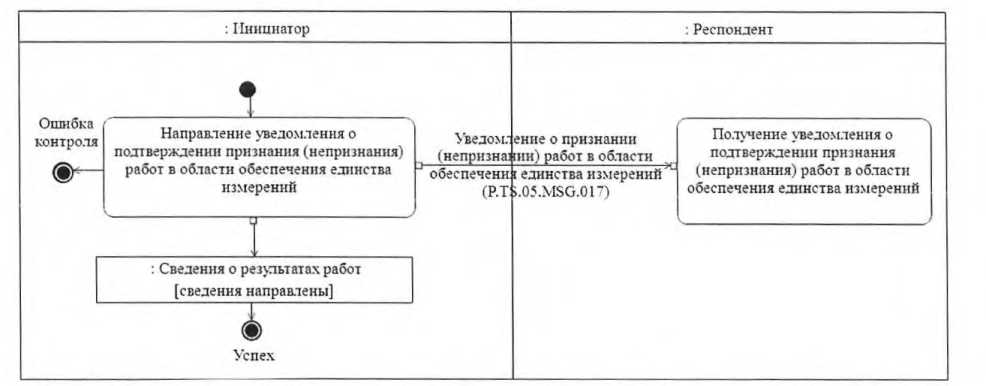 : Инициатор
: Респондент
Ошибка
контроля
Направление уведомления о
подтверждении признания (непризнания)
работ в области обеспечения единства
измерений
Уведомление о признании
(непризнании) работ в области
обеспечения единства измерений
(P.TS.05.MSG.017)
Получение уведомления о
подтверждении признания
(непризнания) работ в области
обеспечения единства измерений
: Сведения о результатах работ
[сведения направлены]
Успех